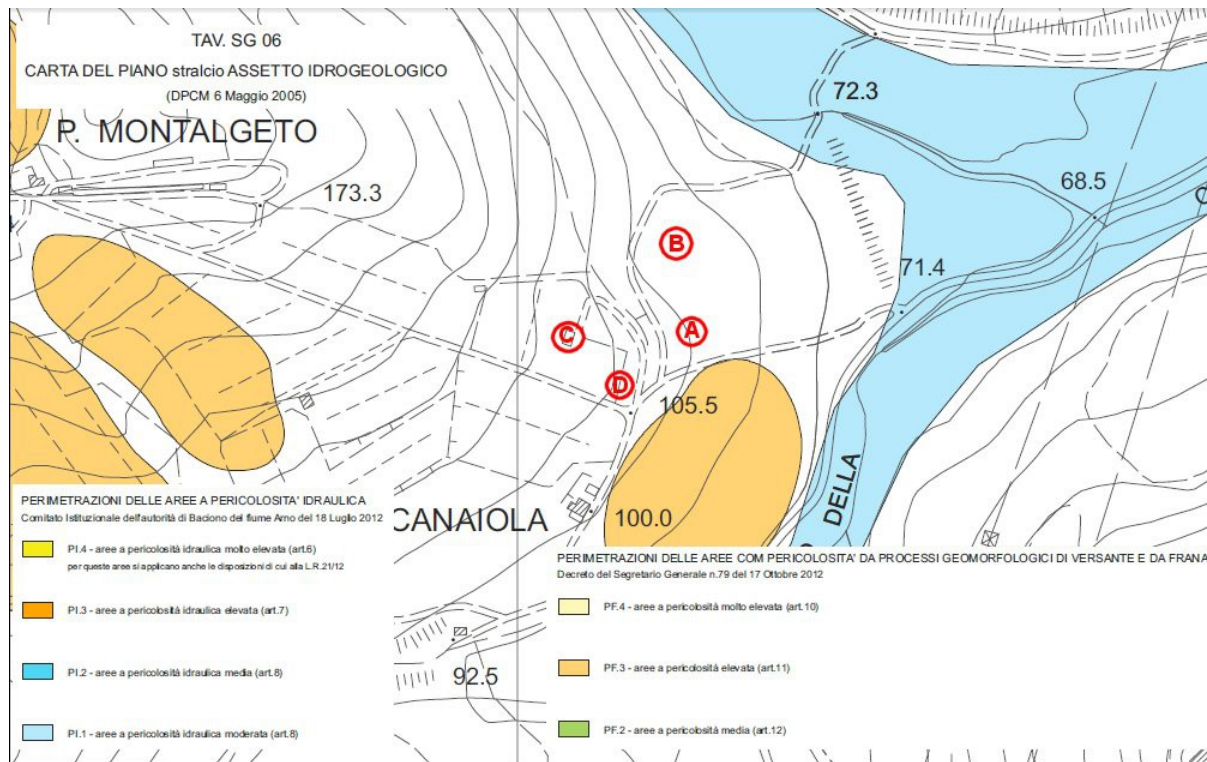 TAV. SG 06
CARTA DEL PIANO stralcio ASSETTO IDROGEOLOGICO
(DPCM 6 Maggio 2005)
P. MONTALGETO
72.3
173.3
68.5
B
71.4
C
A
D
105.5
CANAIOLA
100.0
DELLA
92.5
PERIMETRAZIONI DELLE AREE A PERICOLOSITA' IDRAULICA
Comitato Istituzionale dell'autorità di Baciono del fiume Arno del 18 Luglio 2012
PI.4 - aree a pericolosità idraulica molto elevata (art.6)
per queste aree si applicano anche le disposizioni di cui alla L.R.21/12
PI.3 - aree a pericolosità idraulica elevata (art.7)
PI.2 - aree a pericolosità idraulica media (art.8)
PI.1 - aree a pericolosità idraulica moderata (art.8)
PERIMETRAZIONI DELLE AREE CON PERICOLOSITA' DA PROCESSI GEOMORFOLOGICI DI VERSANTE E DA FRANA
Decreto del Segretario Generale n.79 del 17 Ottobre 2012
PF.4 - aree a pericolosità molto elevata (art.10)
PF.3 - aree a pericolosità elevata (art.11)
PF.2 - aree a pericolosità media (art.12)